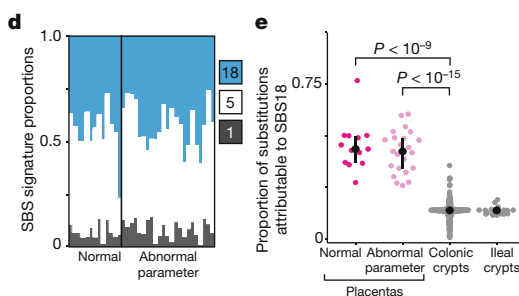 d
SBS signature proportions
1.0
0.5
0
18
5
1
Normal
Abnormal
parameter
e
Proportion of substitutions
attributable to SBS18
0.75
0
P < 10⁻⁹
P < 10⁻¹⁵
Normal
Abnormal
parameter
Colonic
crypts
Ileal
crypts
Placentas